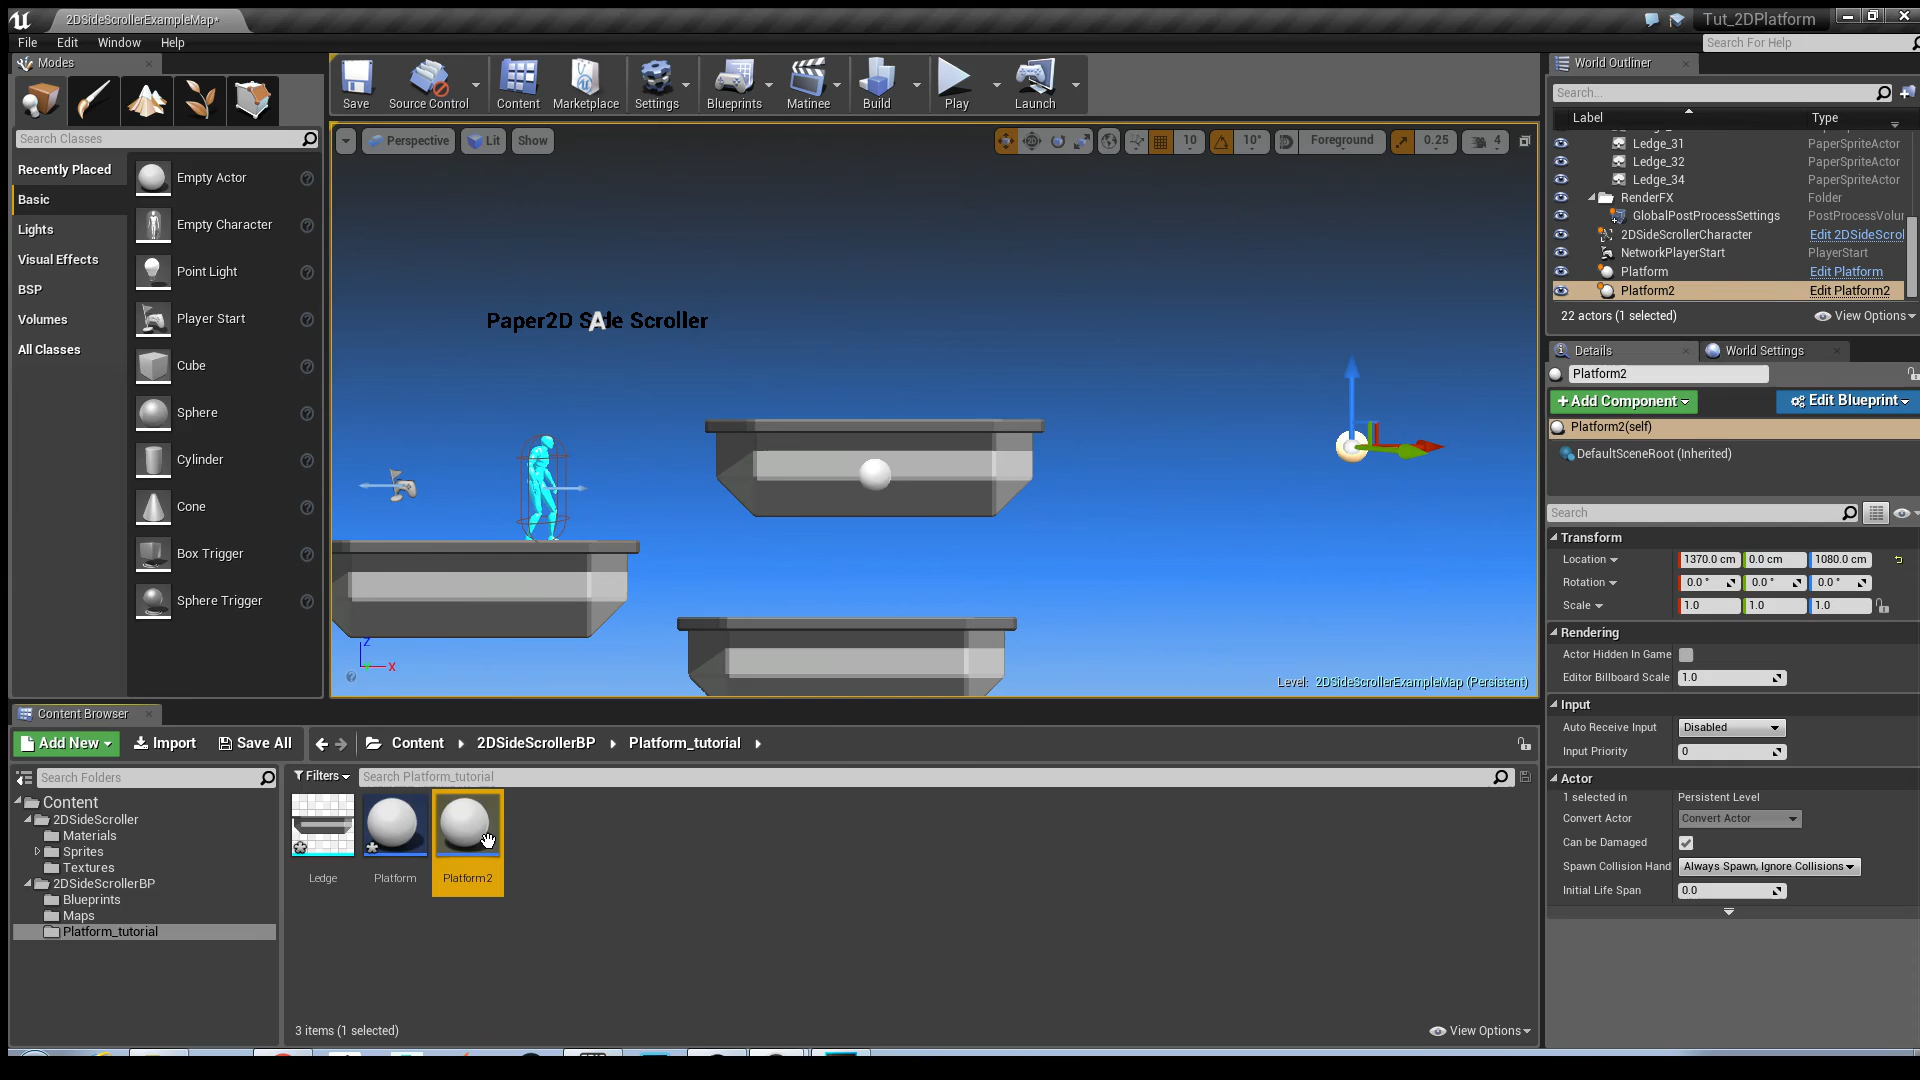 2DSideScrollerExampleMap*
Tut_2DPlatform
File Edit Window Help
Search For Help
Modes
Search Classes
Recently Placed
Basic
Lights
Visual Effects
BSP
Volumes
All Classes
Empty Actor
Empty Character
Point Light
Player Start
Cube
Sphere
Cylinder
Cone
Box Trigger
Sphere Trigger
Save Source Control Content Marketplace Settings Blueprints Matinee Build Play Launch
Perspective Lit Show
10 10° Foreground 0.25 4
Paper2D Side Scroller
A
Z
X
Level: 2DSideScrollerExampleMap (Persistent)
World Outliner
Search...
Label Type
Ledge_31 PaperSpriteActor
Ledge_32 PaperSpriteActor
Ledge_34 PaperSpriteActor
RenderFX Folder
GlobalPostProcessSettings PostProcessVolu
2DSideScrollerCharacter Edit 2DSideScrol
NetworkPlayerStart PlayerStart
Platform Edit Platform
Platform2 Edit Platform2
22 actors (1 selected) View Options
Details World Settings
Platform2
+Add Component Edit Blueprint
Platform2(self)
DefaultSceneRoot (Inherited)
Search
Transform
Location 1370.0 cm 0.0 cm 1080.0 cm
Rotation 0.0 ° 0.0 ° 0.0 °
Scale 1.0 1.0 1.0
Rendering
Actor Hidden In Game
Editor Billboard Scale 1.0
Input
Auto Receive Input Disabled
Input Priority 0
Actor
1 selected in Persistent Level
Convert Actor Convert Actor
Can be Damaged
Spawn Collision Hand Always Spawn, Ignore Collisions
Initial Life Span 0.0
Content Browser
Add New Import Save All Content 2DSideScrollerBP Platform_tutorial
Search Folders
Filters Search Platform_tutorial
Content
2DSideScroller
Materials
Sprites
Textures
2DSideScrollerBP
Blueprints
Maps
Platform_tutorial
Ledge Platform Platform2
3 items (1 selected) View Options